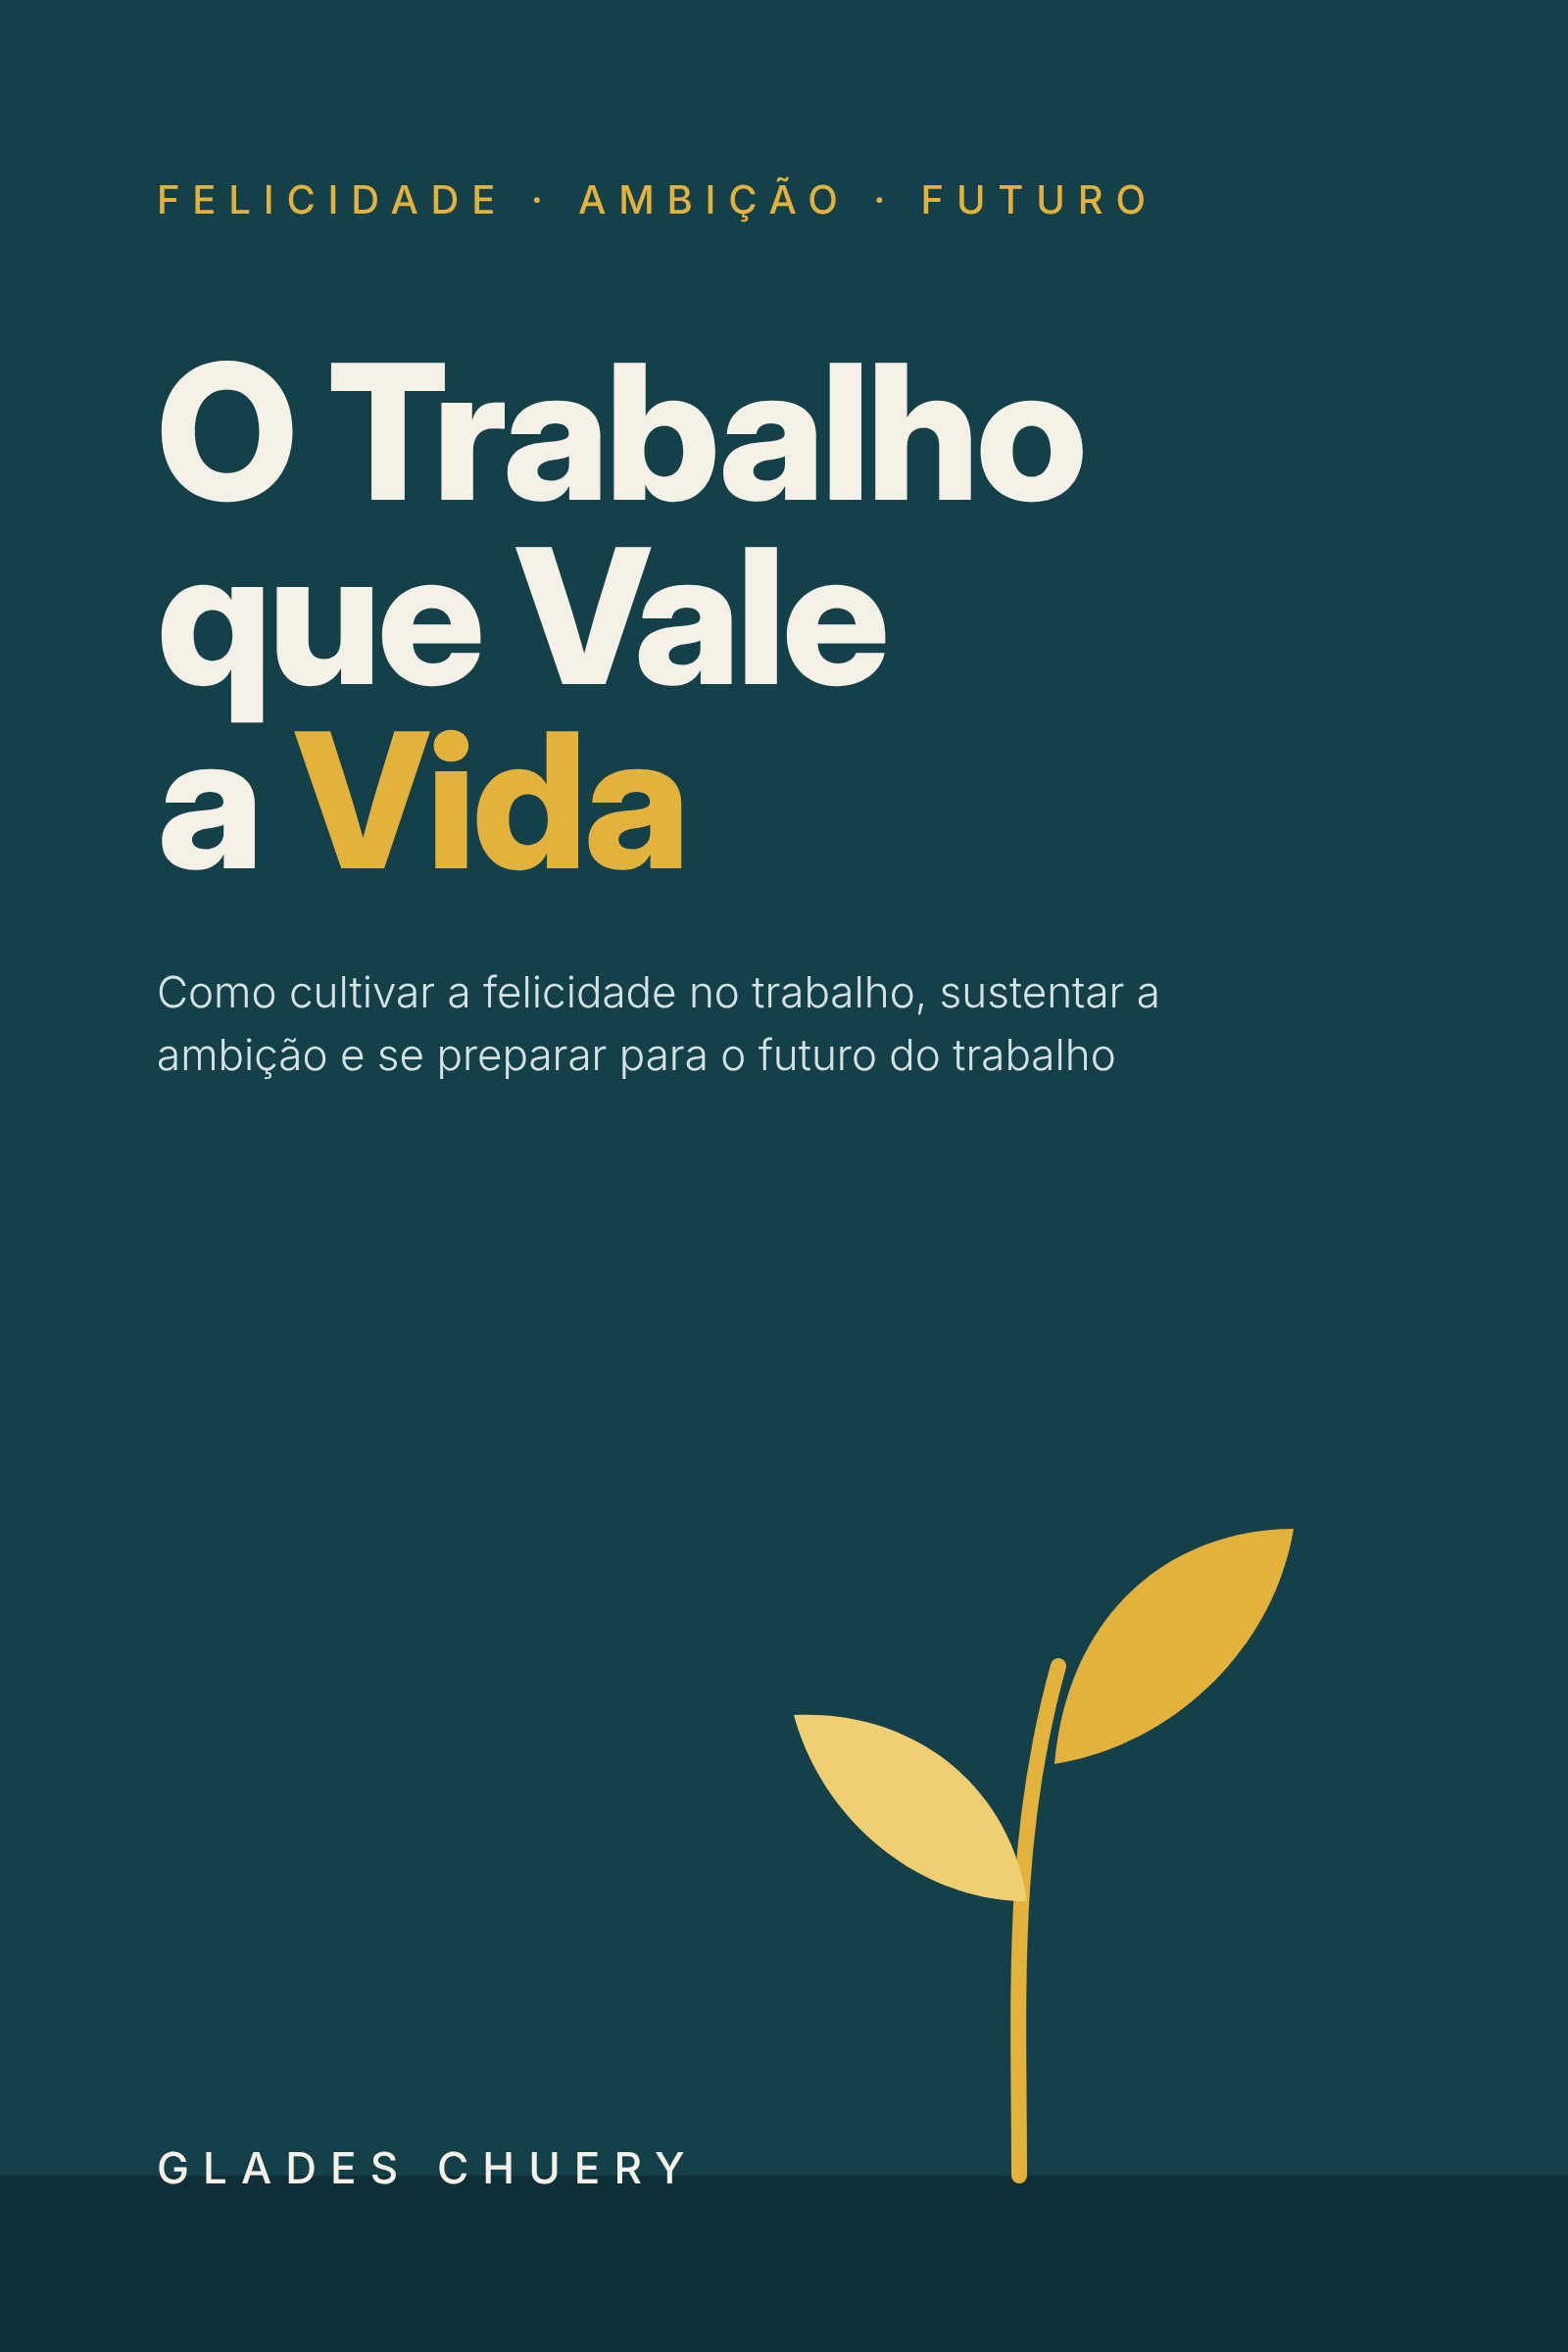 FELICIDADE · AMBIÇÃO · FUTURO
O Trabalho
que Vale
a Vida
Como cultivar a felicidade no trabalho, sustentar a
ambição e se preparar para o futuro do trabalho
GLADES CHUERY